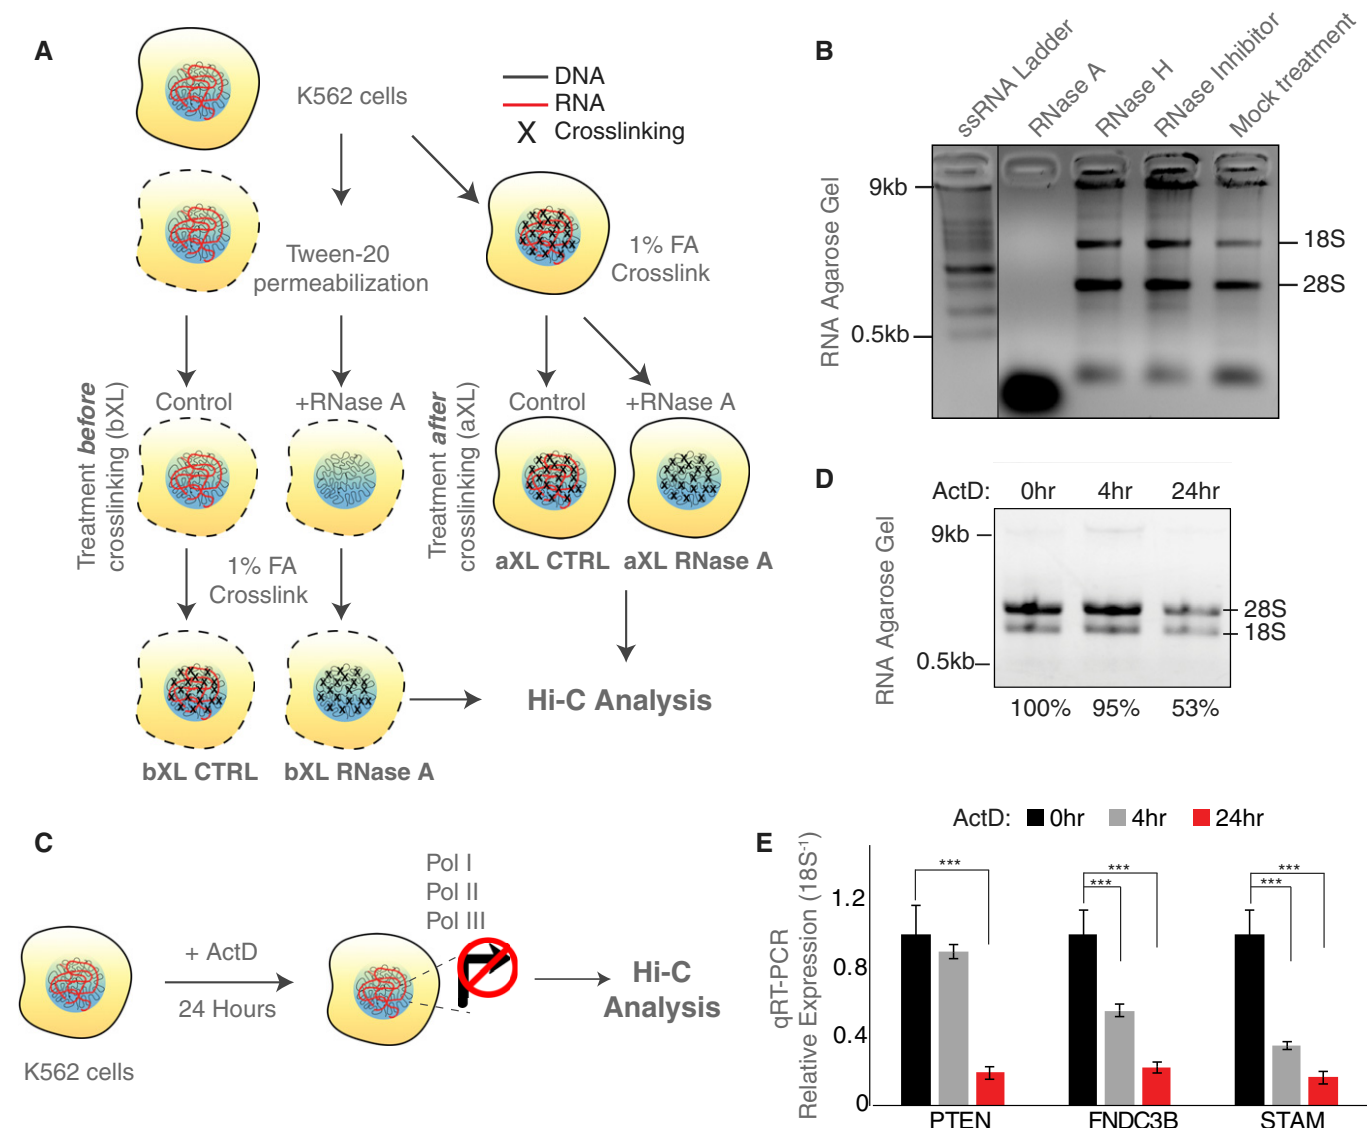 A
K562 cells
DNA
RNA
X Crosslinking
Tween-20
permeabilization
1% FA
Crosslink
Treatment before
crosslinking (bXL)
Control
+RNase A
Treatment after
crosslinking (aXL)
Control
+RNase A
aXL CTRL
aXL RNase A
1% FA
Crosslink
bXL CTRL
bXL RNase A
Hi-C Analysis
B
ssRNA Ladder
RNase A
RNase H
RNase Inhibitor
Mock treatment
RNA Agarose Gel
9kb
0.5kb
18S
28S
C
K562 cells
+ ActD
24 Hours
Pol I
Pol II
Pol III
Hi-C
Analysis
D
ActD: 0hr 4hr 24hr
RNA Agarose Gel
9kb
0.5kb
28S
18S
100% 95% 53%
E
ActD: 0hr 4hr 24hr
qRT-PCR
Relative Expression (18S⁻¹)
1.2
0.8
0.4
0
***
***
***
***
***
PTEN
FNDC3B
STAM